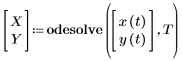 [X Y] := odesolve([x (t) y (t)], T)